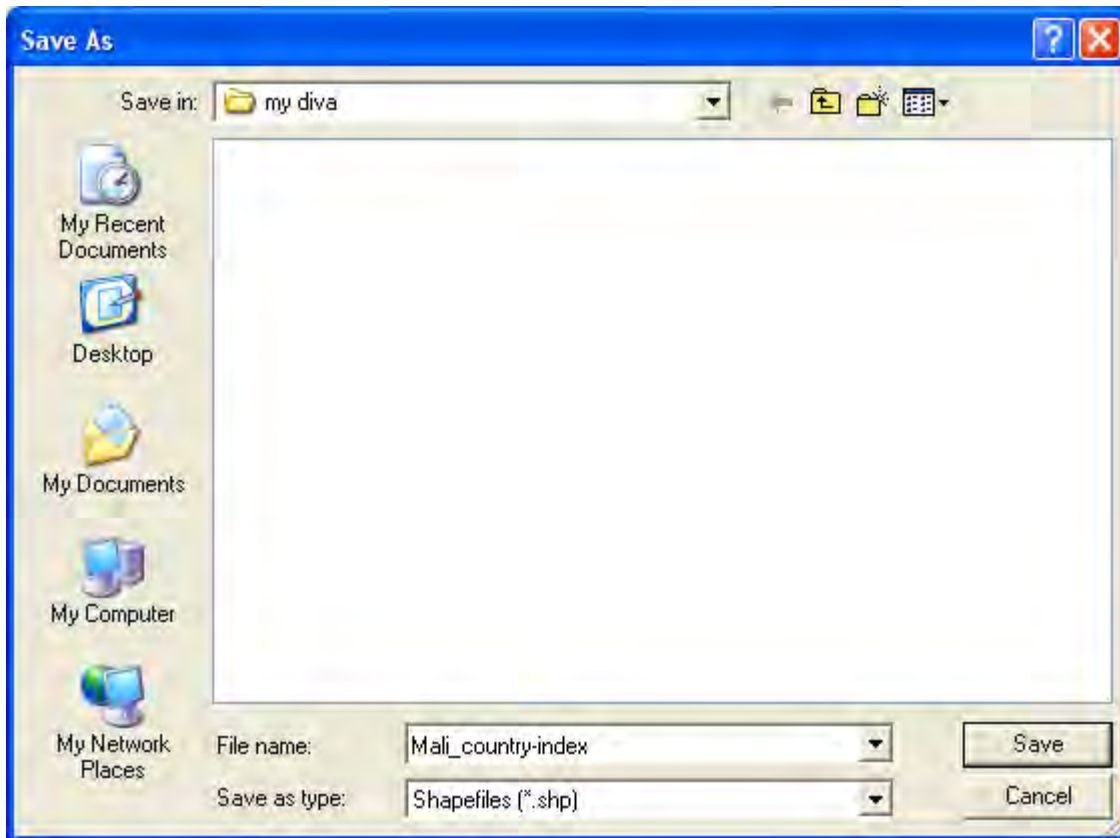 Save As
Save in: my diva
My Recent
Documents
Desktop
My Documents
My Computer
My Network
Places
File name: Mali_country-index Save
Save as type: Shapefiles (*.shp) Cancel